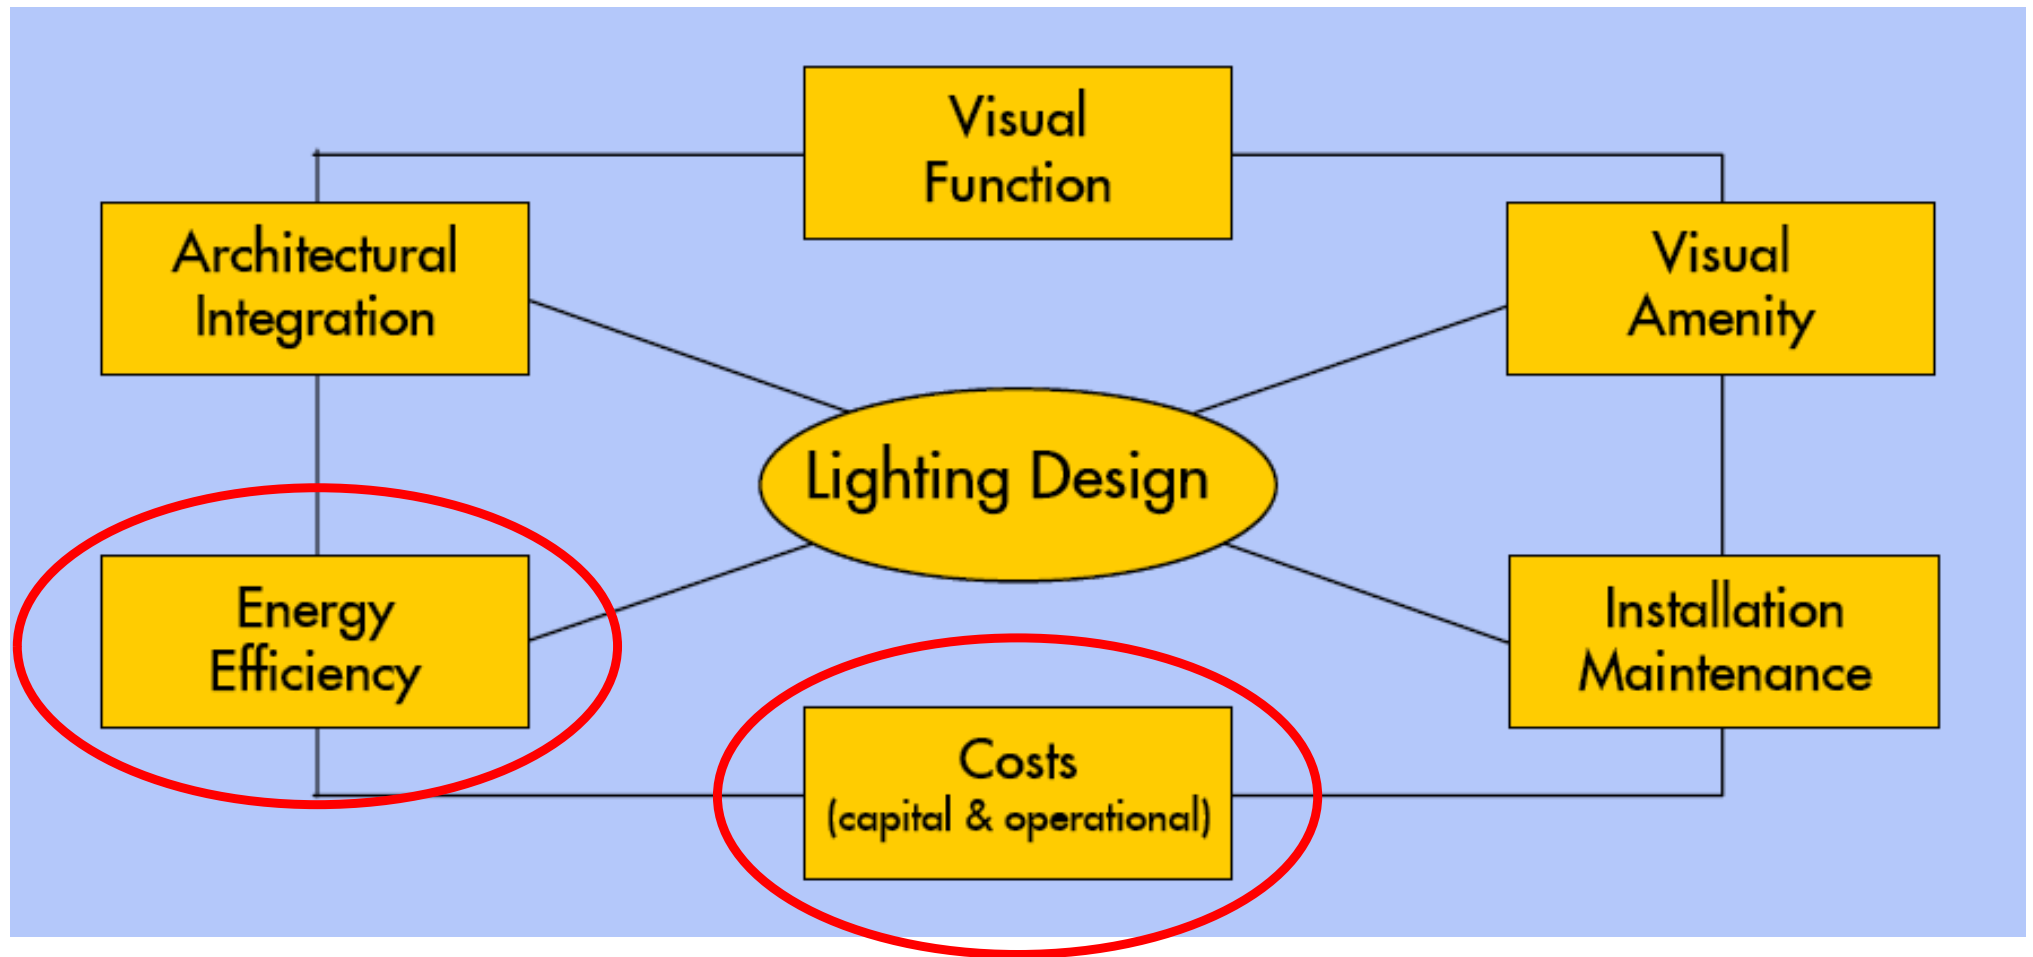 Visual
Function
Architectural
Integration
Visual
Amenity
Lighting Design
Energy
Efficiency
Installation
Maintenance
Costs
(capital & operational)